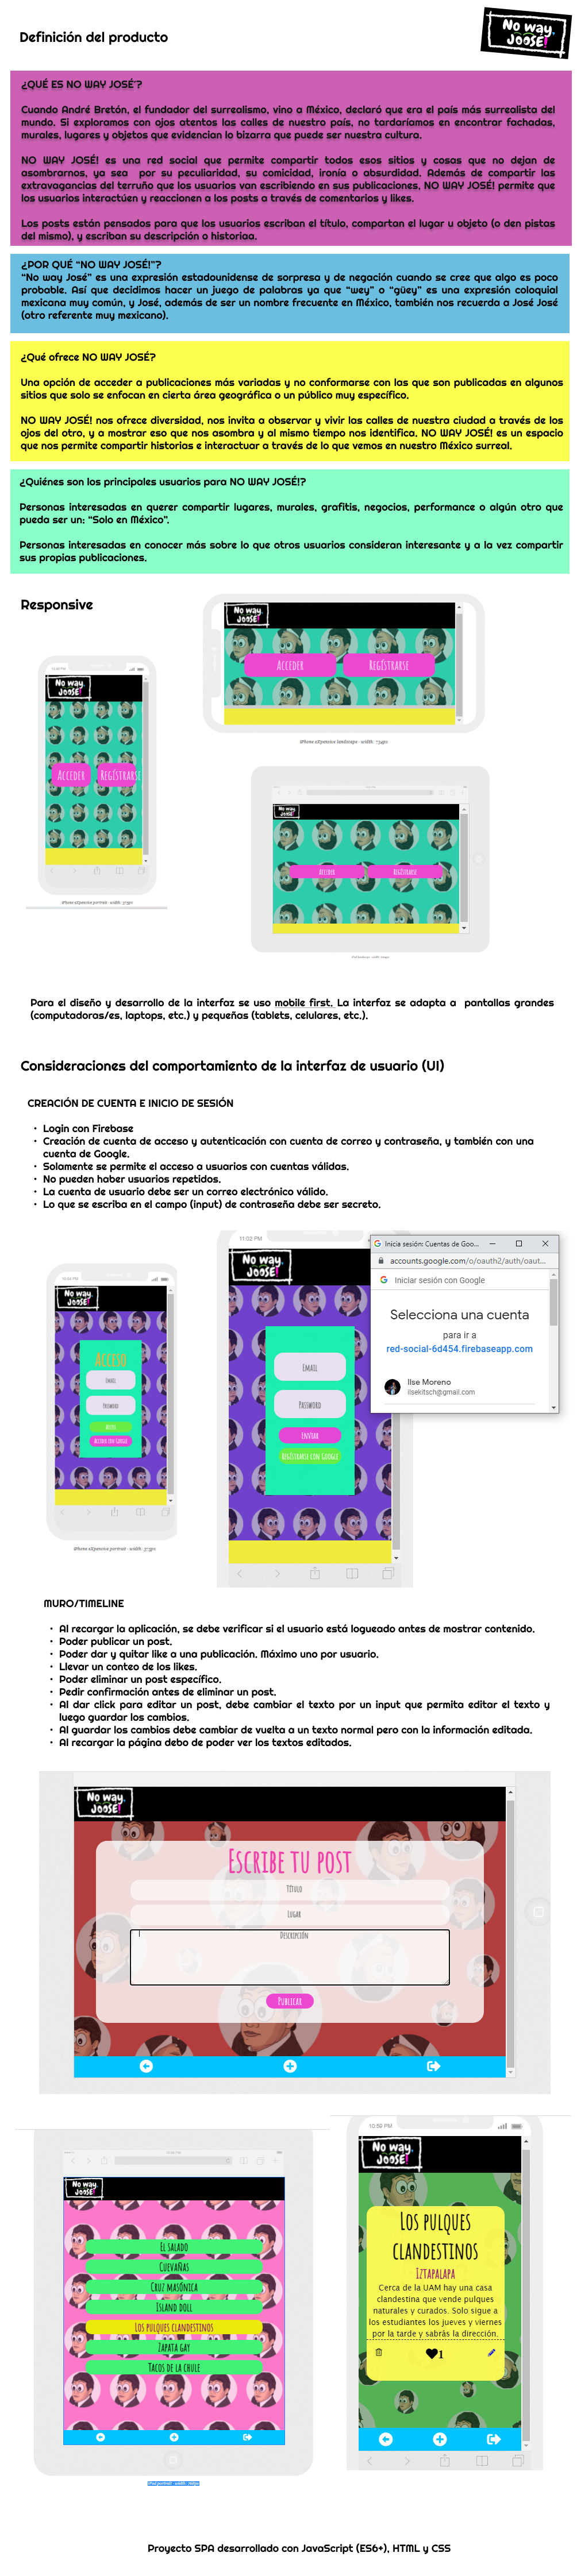 Definición del producto
No way,
JOOSE!
¿QUÉ ES NO WAY JOSÉ'?
Cuando André Bretón, el fundador del surrealismo, vino a México, declaró que era el país más surrealista del
mundo. Si exploramos con ojos atentos las calles de nuestro país, no tardaríamos en encontrar fachadas,
murales, lugares y objetos que evidencian lo bizarra que puede ser nuestra cultura.
NO WAY JOSÉ! es una red social que permite compartir todos esos sitios y cosas que no dejan de
asombrarnos, ya sea por su peculiaridad, su comicidad, ironía o absurdidad. Además de compartir las
extravagancias del terruño que los usuarios van escribiendo en sus publicaciones, NO WAY JOSÉ! permite que
los usuarios interactúen y reaccionen a los posts a través de comentarios y likes.
Los posts están pensados para que los usuarios escriban el título, compartan el lugar u objeto (o den pistas
del mismo), y escriban su descripción o historiaa.
¿POR QUÉ “NO WAY JOSÉ!”?
“No way José” es una expresión estadounidense de sorpresa y de negación cuando se cree que algo es poco
probable. Así que decidimos hacer un juego de palabras ya que “wey” o “güey” es una expresión coloquial
mexicana muy común, y José, además de ser un nombre frecuente en México, también nos recuerda a José José
(otro referente muy mexicano).
¿Qué ofrece NO WAY JOSÉ?
Una opción de acceder a publicaciones más variadas y no conformarse con las que son publicadas en algunos
sitios que solo se enfocan en cierta área geográfica o un público muy específico.
NO WAY JOSÉ! nos ofrece diversidad, nos invita a observar y vivir las calles de nuestra ciudad a través de los
ojos del otro, y a mostrar eso que nos asombra y al mismo tiempo nos identifica. NO WAY JOSÉ! es un espacio
que nos permite compartir historias e interactuar a través de lo que vemos en nuestro México surreal.
¿Quiénes son los principales usuarios para NO WAY JOSÉ!?
Personas interesadas en querer compartir lugares, murales, grafitis, negocios, performance o algún otro que
pueda ser un: “Solo en México”.
Personas interesadas en conocer más sobre lo que otros usuarios consideran interesante y a la vez compartir
sus propias publicaciones.
Responsive
No way,
JOOSE!
Acceder
Regístrarse
iPhone eXpensive landscape · width: 734px
No way,
JOOSE!
Acceder
Regístrarse
iPhone eXpensive portrait · width: 375px
No way,
JOOSE!
Acceder
Regístrarse
Para el diseño y desarrollo de la interfaz se uso mobile first. La interfaz se adapta a pantallas grandes
(computadoras/es, laptops, etc.) y pequeñas (tablets, celulares, etc.).
Consideraciones del comportamiento de la interfaz de usuario (UI)
CREACIÓN DE CUENTA E INICIO DE SESIÓN
• Login con Firebase
• Creación de cuenta de acceso y autenticación con cuenta de correo y contraseña, y también con una
cuenta de Google.
• Solamente se permite el acceso a usuarios con cuentas válidas.
• No pueden haber usuarios repetidos.
• La cuenta de usuario debe ser un correo electrónico válido.
• Lo que se escriba en el campo (input) de contraseña debe ser secreto.
No way,
JOOSE!
Acceso
Email
Password
Acceder con Google
iPhone eXpensive portrait · width: 375px
11:02 PM
No way,
JOOSE!
Email
Password
Enviar
Regístrarse con Google
Inicia sesión: Cuentas de Goo...
accounts.google.com/o/oauth2/auth/oaut...
Iniciar sesión con Google
Selecciona una cuenta
para ir a
red-social-6d454.firebaseapp.com
Ilse Moreno
ilsekitsch@gmail.com
MURO/TIMELINE
• Al recargar la aplicación, se debe verificar si el usuario está logueado antes de mostrar contenido.
• Poder publicar un post.
• Poder dar y quitar like a una publicación. Máximo uno por usuario.
• Llevar un conteo de los likes.
• Poder eliminar un post específico.
• Pedir confirmación antes de eliminar un post.
• Al dar click para editar un post, debe cambiar el texto por un input que permita editar el texto y
luego guardar los cambios.
• Al guardar los cambios debe cambiar de vuelta a un texto normal pero con la información editada.
• Al recargar la página debo de poder ver los textos editados.
No way,
JOOSE!
Escribe tu post
Título
Lugar
Descripción
Publicar
No way,
JOOSE!
El salado
Cuevañas
Cruz masónica
Island doll
Los pulques clandestinos
Zapata gay
Tacos de la chule
iPad portrait · width: 768px
10:59 PM
No way,
JOOSE!
Los pulques
clandestinos
Iztapalapa
Cerca de la UAM hay una casa
clandestina que vende pulques
naturales y curados. Solo sigue a
los estudiantes los jueves y viernes
por la tarde y sabrás la dirección.
1
Proyecto SPA desarrollado con JavaScript (ES6+), HTML y CSS